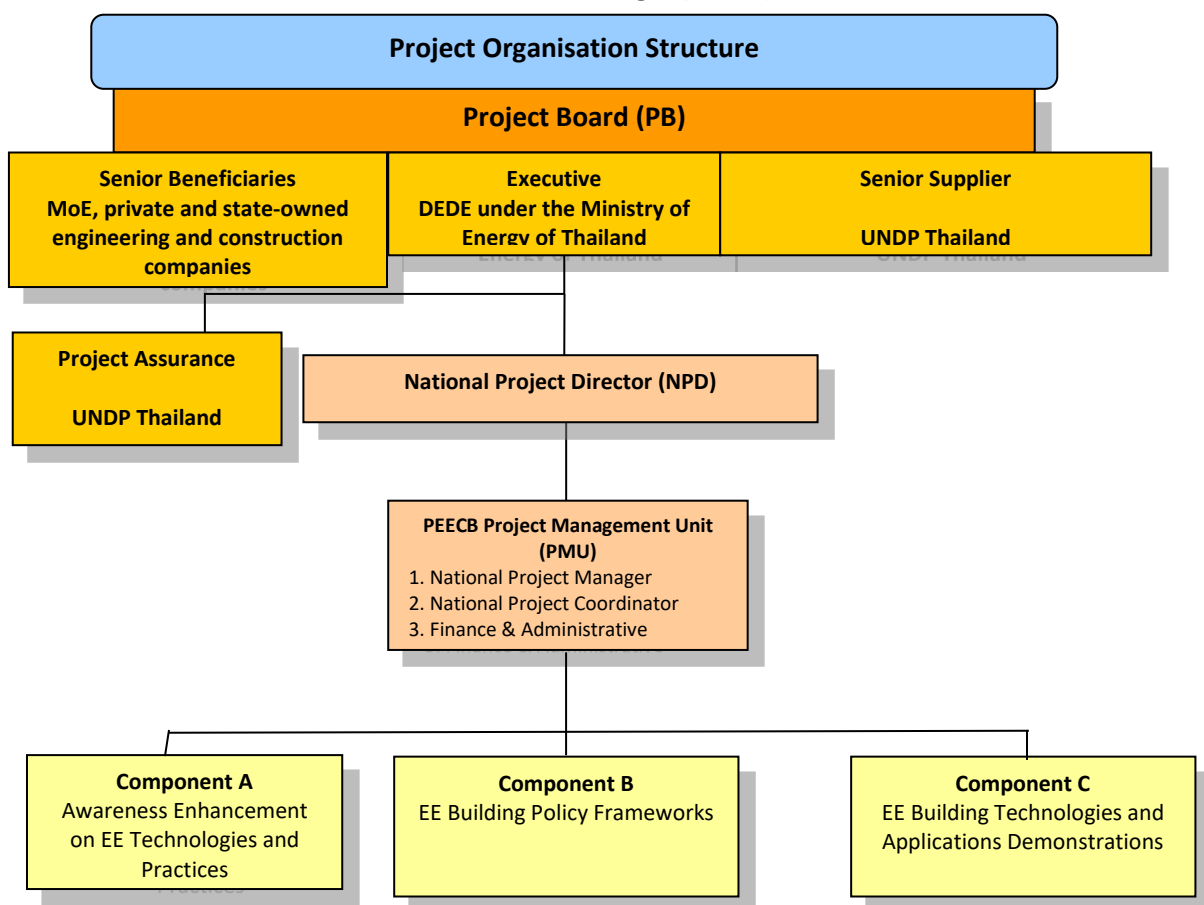 Project Organisation Structure
Project Board (PB)
Senior Beneficiaries
MoE, private and state-owned
engineering and construction
companies
Executive
DEDE under the Ministry of
Energy of Thailand
Senior Supplier
UNDP Thailand
Project Assurance
UNDP Thailand
National Project Director (NPD)
PEECB Project Management Unit
(PMU)
1. National Project Manager
2. National Project Coordinator
3. Finance & Administrative
Component A
Awareness Enhancement
on EE Technologies and
Practices
Component B
EE Building Policy Frameworks
Component C
EE Building Technologies and
Applications Demonstrations